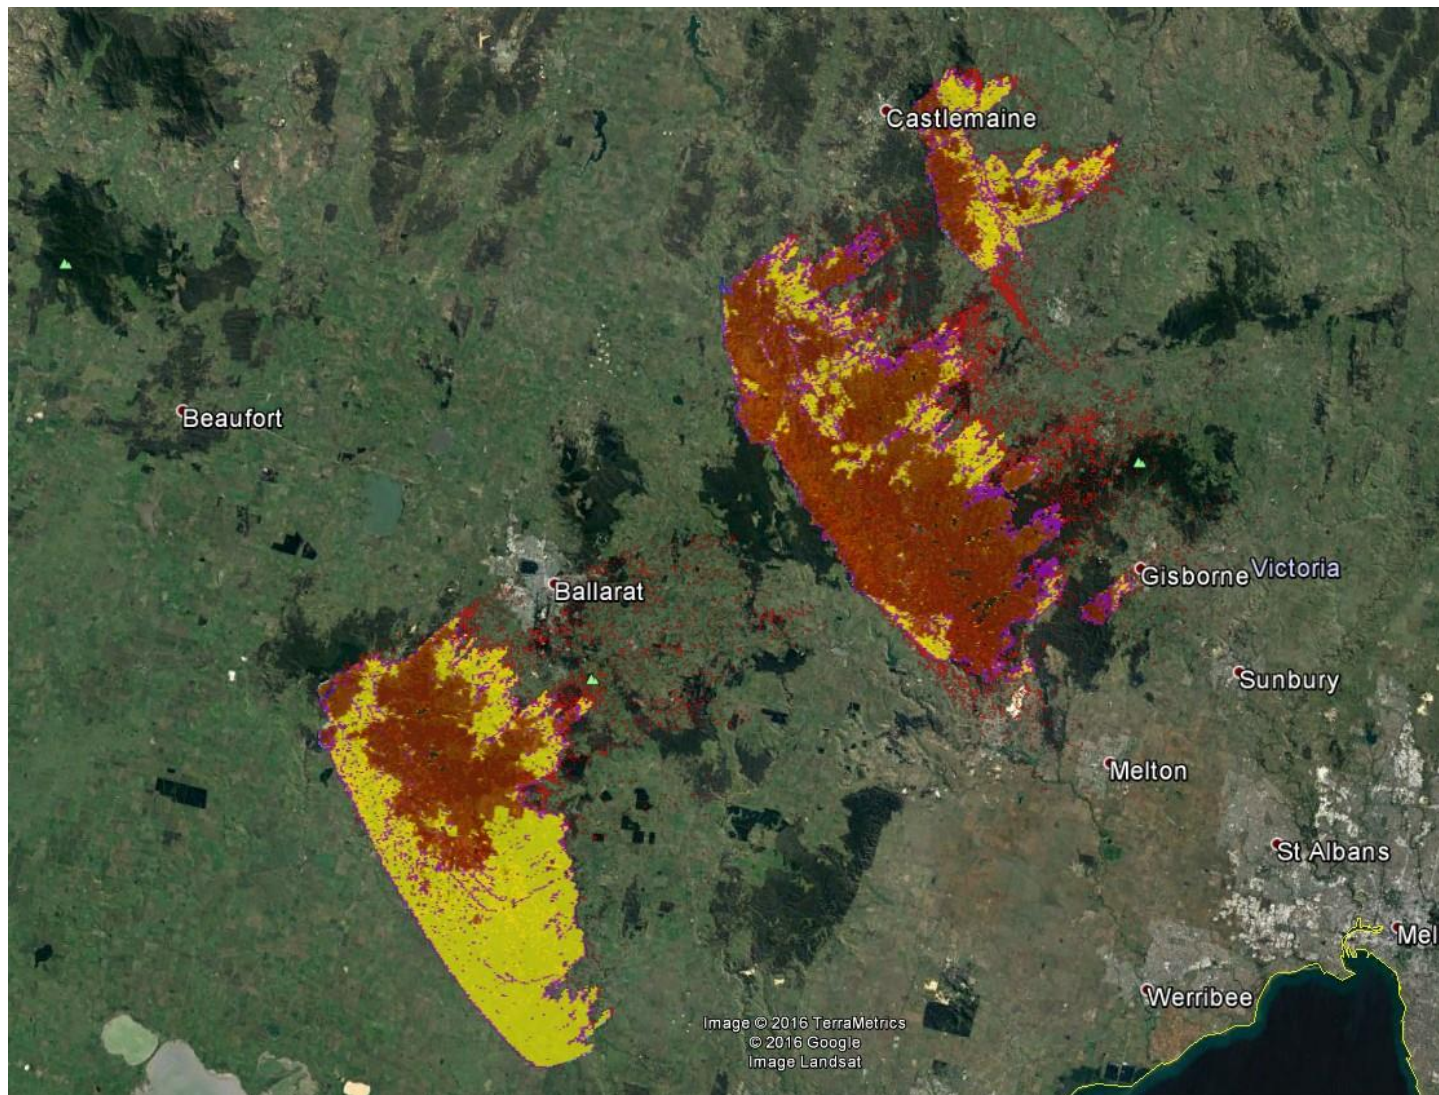 Castlemaine
Beaufort
Gisborne
Victoria
Ballarat
Sunbury
Melton
St Albans
Mel
Werribee
Image © 2016 TerraMetrics
© 2016 Google
Image Landsat